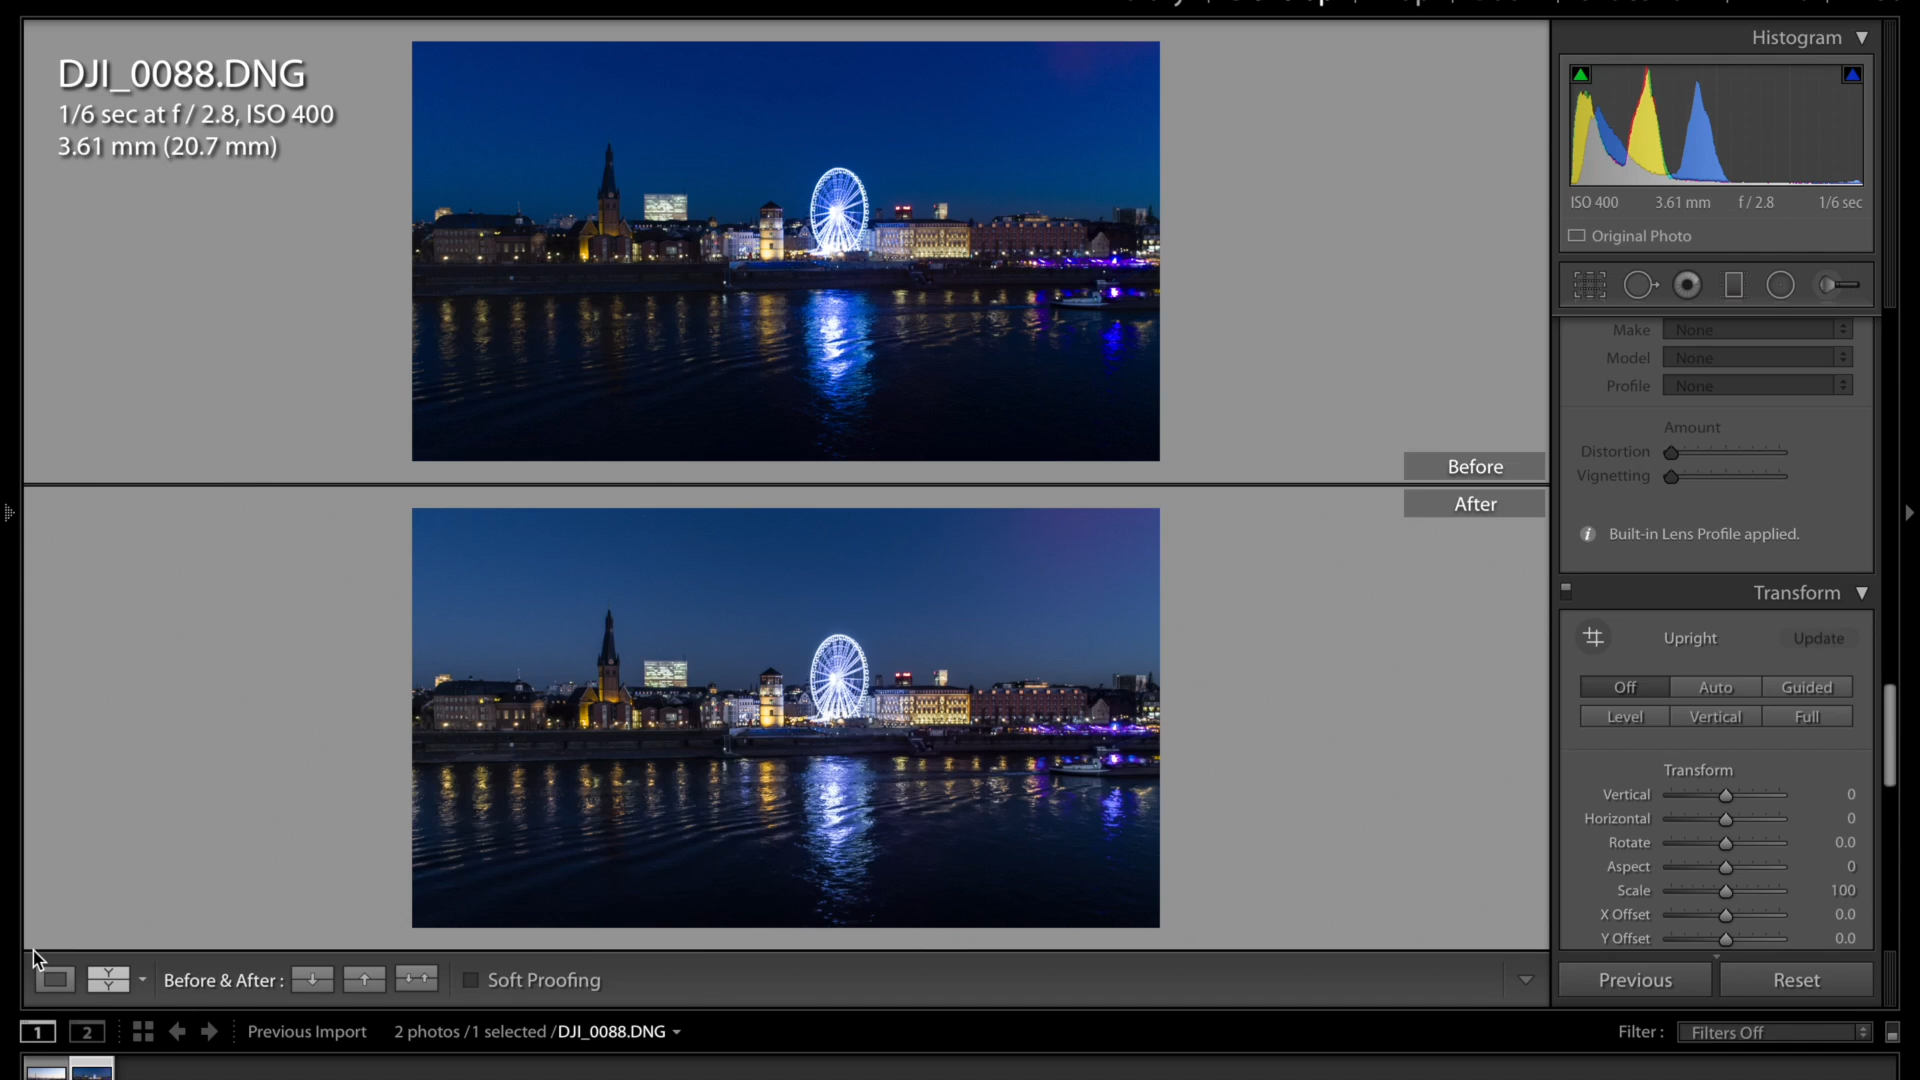 DJI_0088.DNG
1/6 sec at f / 2.8, ISO 400
3.61 mm (20.7 mm)
Before
After
Histogram
ISO 400 3.61 mm f / 2.8 1/6 sec
Original Photo
Make None
Model None
Profile None
Amount
Distortion
Vignetting
Built-in Lens Profile applied.
Transform
Upright Update
Off Auto Guided
Level Vertical Full
Transform
Vertical 0
Horizontal 0
Rotate 0.0
Aspect 0
Scale 100
X Offset 0.0
Y Offset 0.0
Y
Y
Before & After :
Soft Proofing
Previous Reset
1 2 Previous Import 2 photos / 1 selected / DJI_0088.DNG
Filter : Filters Off